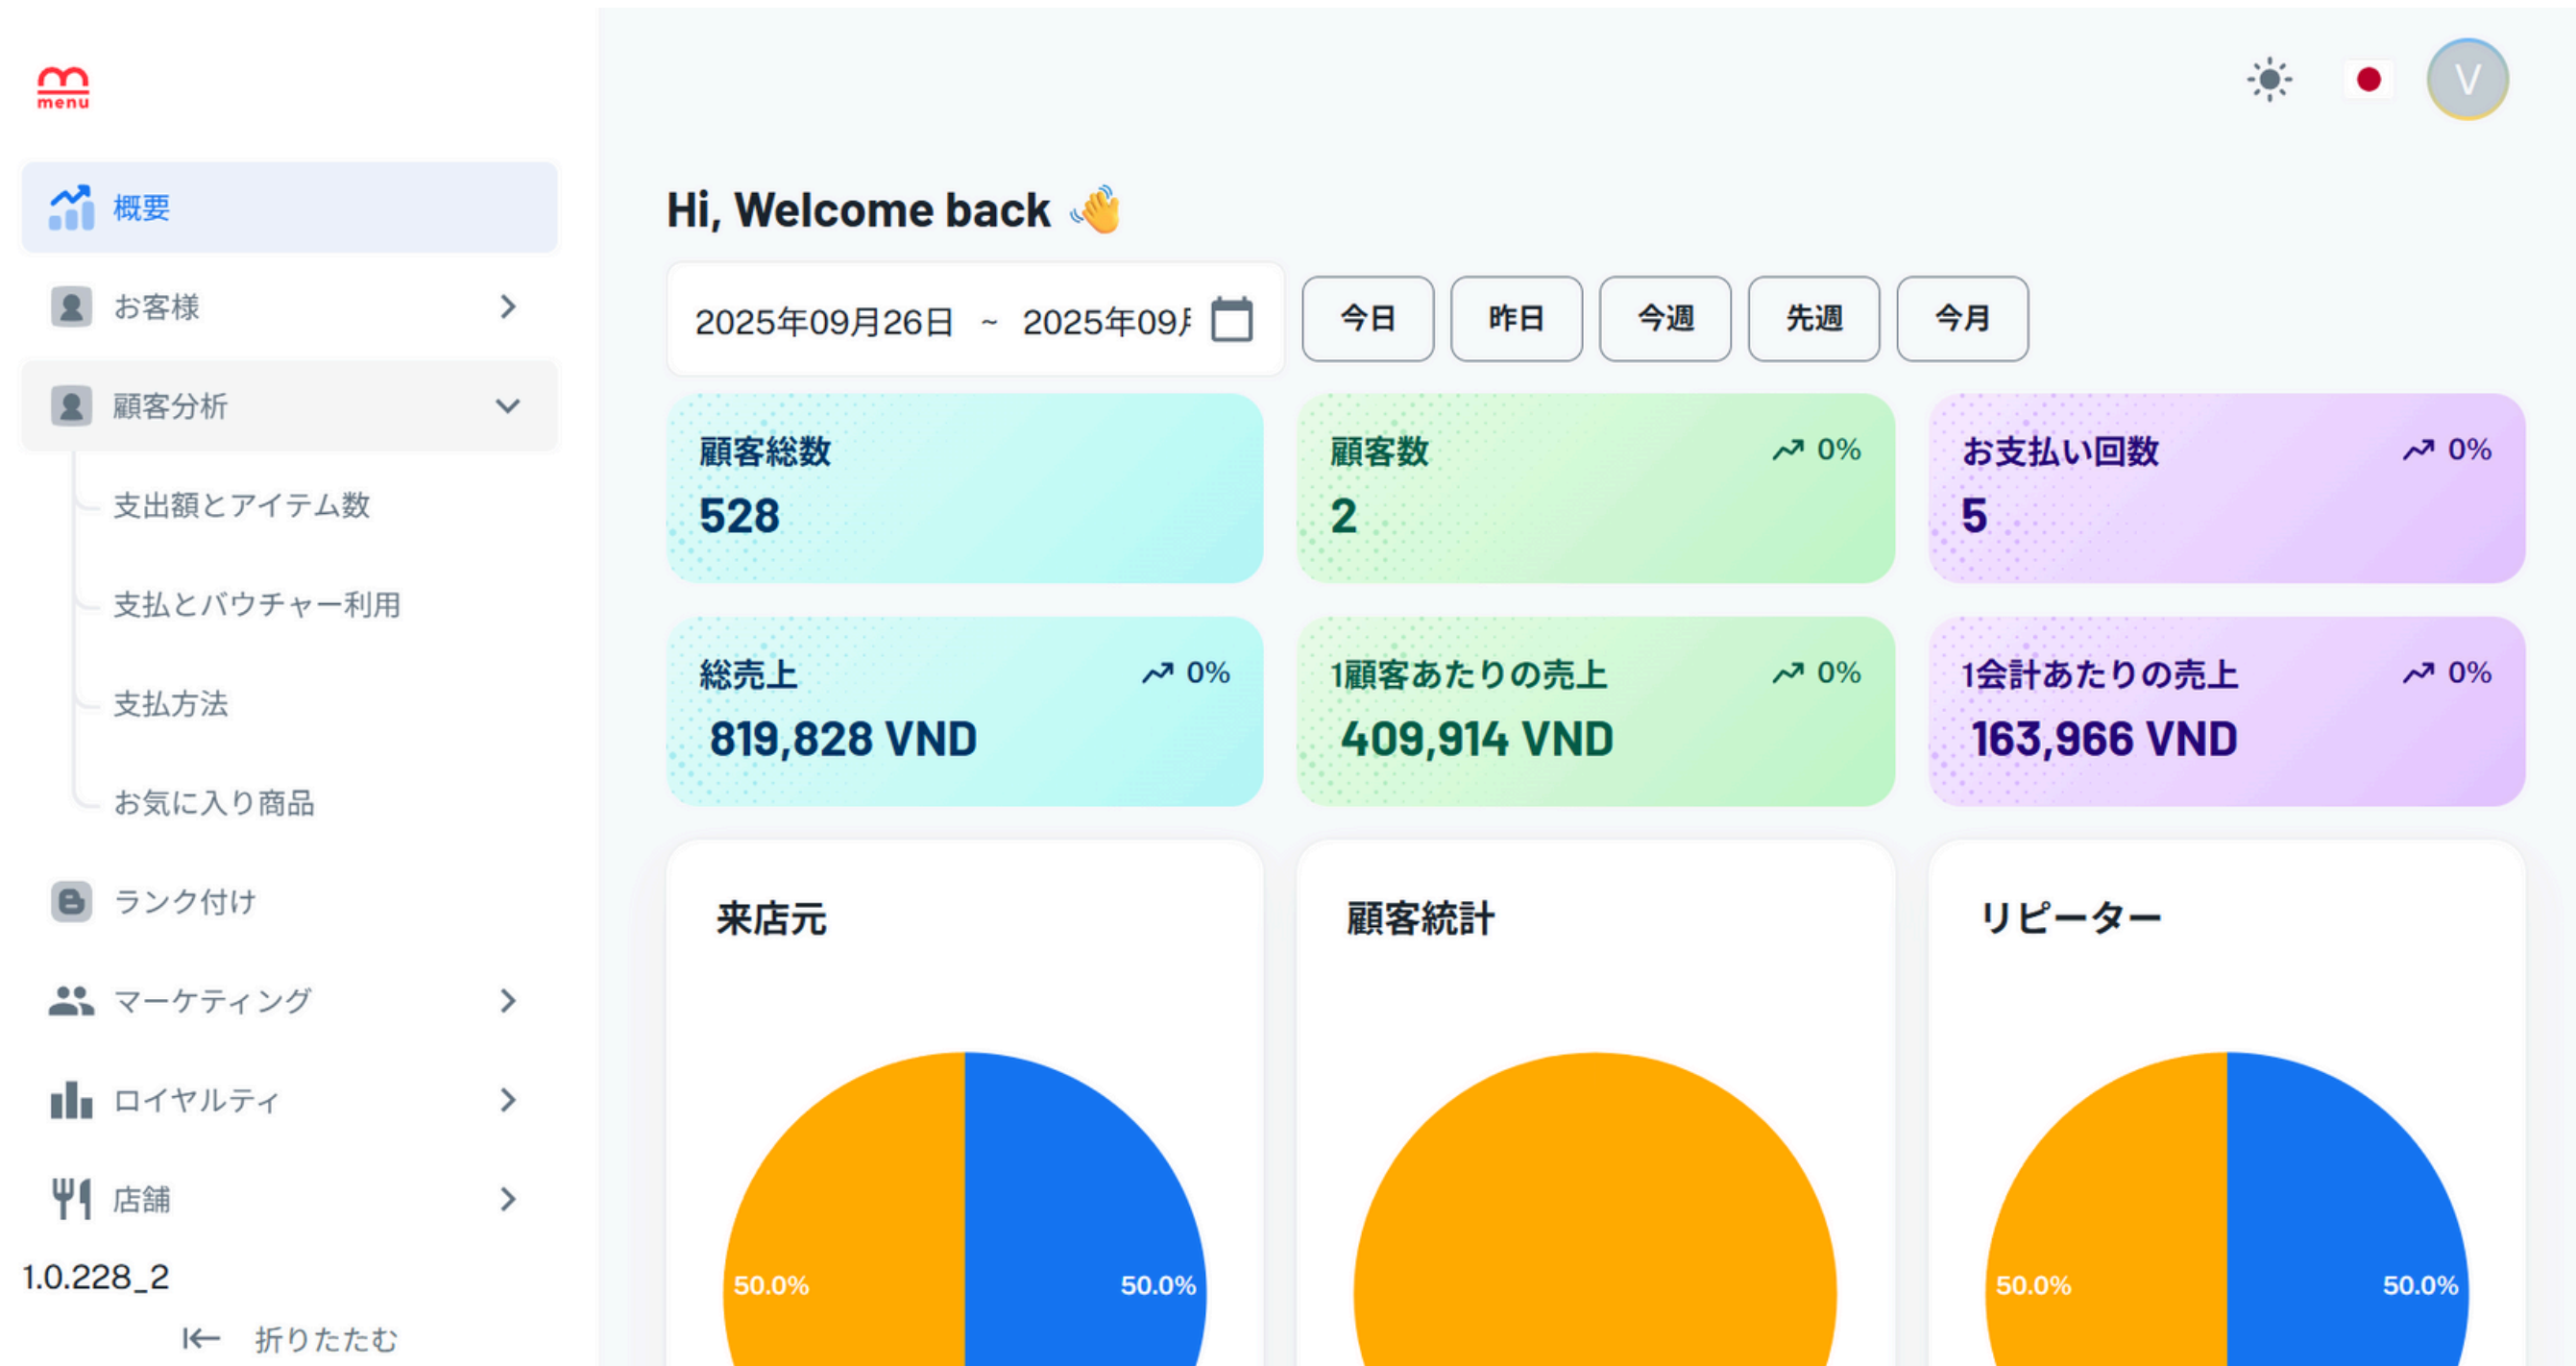 menu
概要
お客様
顧客分析
支出額とアイテム数
支払とバウチャー利用
支払方法
お気に入り商品
ランク付け
マーケティング
ロイヤルティ
店舗
1.0.228_2
折りたたむ
V
Hi, Welcome back 👋
2025年09月26日 ~ 2025年09月
今日 昨日 今週 先週 今月
顧客総数
528
顧客数 0%
2
お支払い回数 0%
5
総売上 0%
819,828 VND
1顧客あたりの売上 0%
409,914 VND
1会計あたりの売上 0%
163,966 VND
来店元
50.0% 50.0%
顧客統計
リピーター
50.0% 50.0%